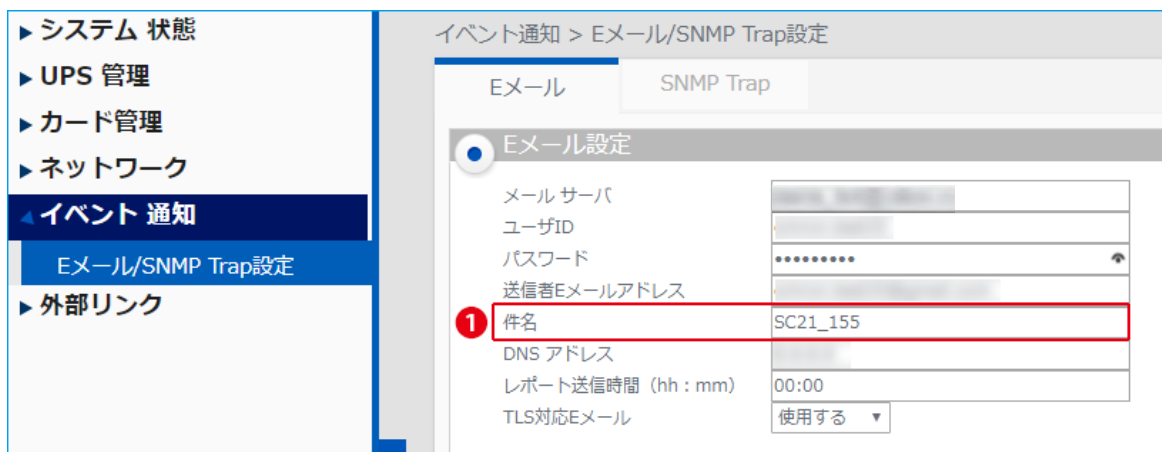 システム 状態
UPS 管理
カード管理
ネットワーク
イベント 通知
Eメール/SNMP Trap設定
外部リンク
イベント通知 > Eメール/SNMP Trap設定
Eメール
SNMP Trap
Eメール設定
メール サーバ
ユーザID
パスワード •••••••••
送信者Eメールアドレス
1 件名 SC21_155
DNS アドレス
レポート送信時間（hh：mm） 00:00
TLS対応Eメール 使用する ▼